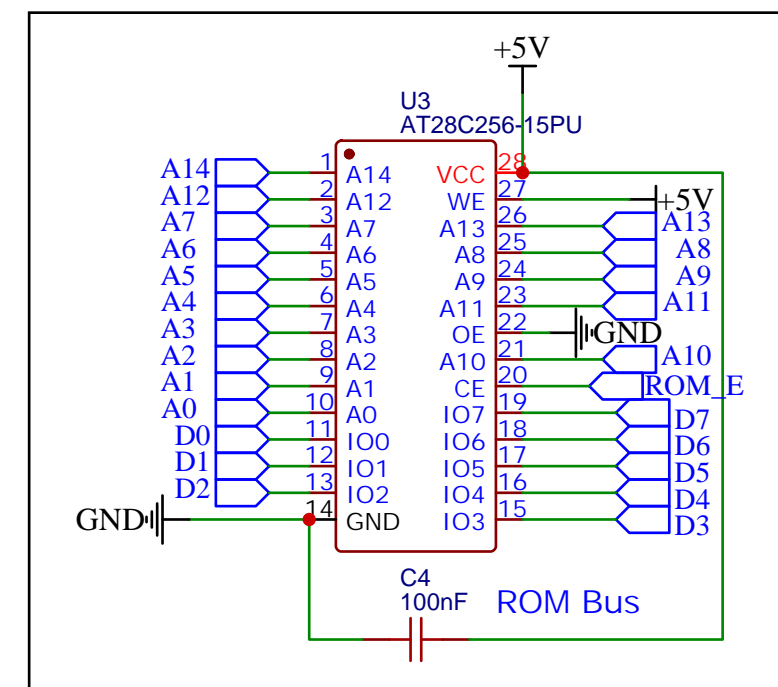 +5V
U3
AT28C256-15PU
A14 1 A14 VCC 28
A12 2 A12 WE 27 +5V
A7 3 A7 A13 26 A13
A6 4 A6 A8 25 A8
A5 5 A5 A9 24 A9
A4 6 A4 A11 23 A11
A3 7 A3 OE 22 GND
A2 8 A2 A10 21 A10
A1 9 A1 CE 20 ROM_E
A0 10 A0 IO7 19 D7
D0 11 IO0 IO6 18 D6
D1 12 IO1 IO5 17 D5
D2 13 IO2 IO4 16 D4
GND 14 GND IO3 15 D3
C4
100nF ROM Bus